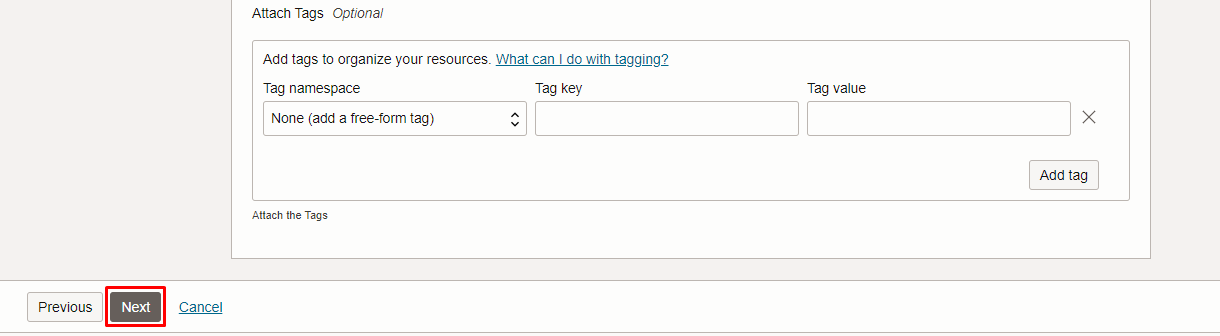 Attach Tags Optional
Add tags to organize your resources. What can I do with tagging?
Tag namespace Tag key Tag value
None (add a free-form tag)
Add tag
Attach the Tags
Previous Next Cancel